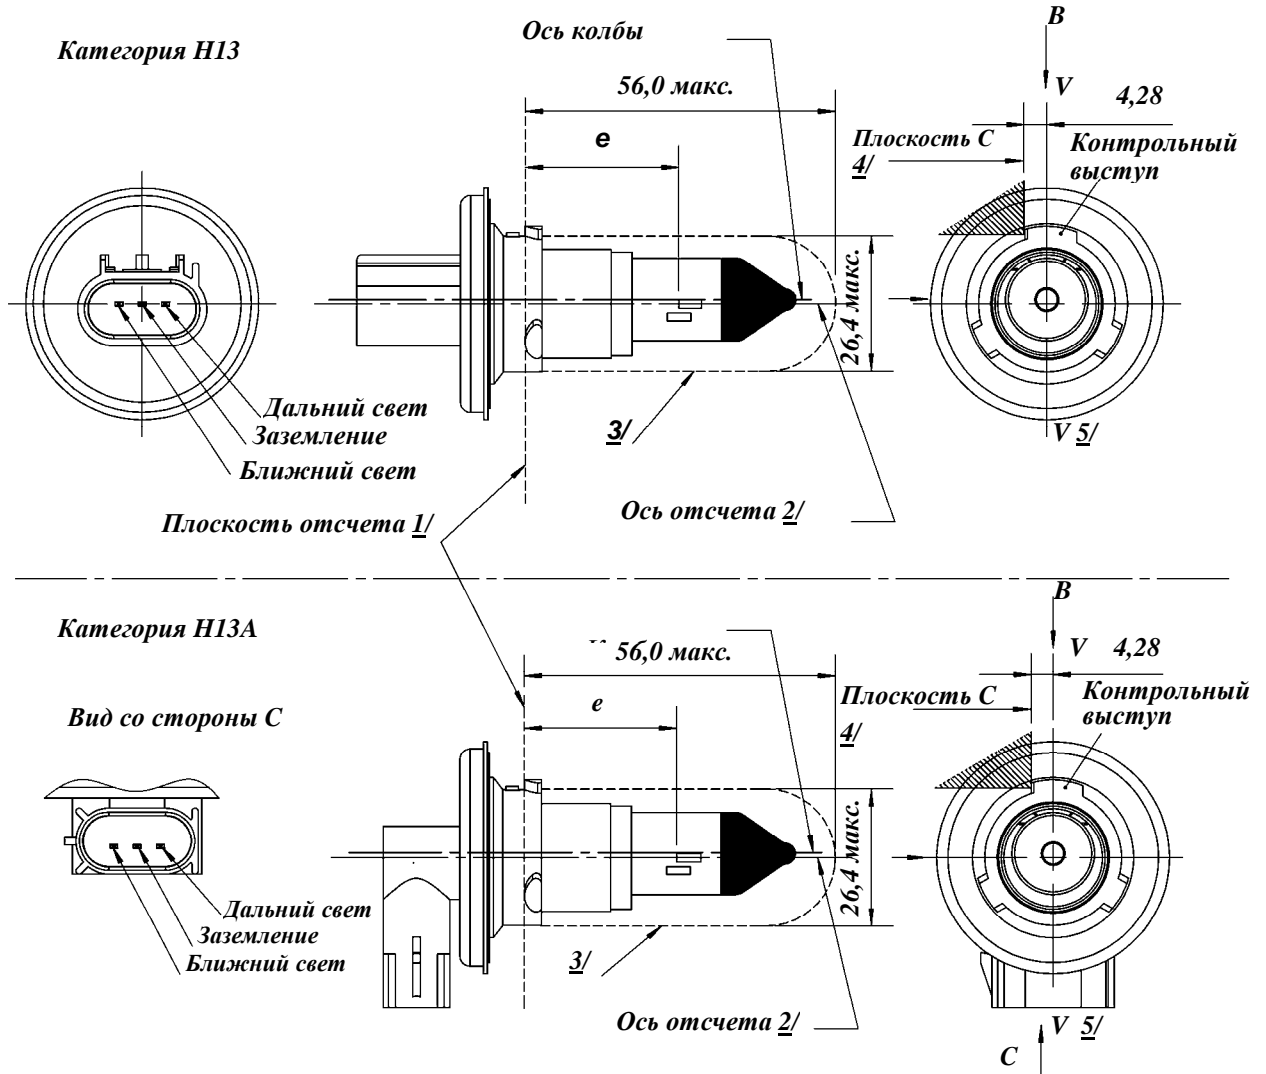 Категория H13
Ось колбы
B
56,0 макс.
V
4,28
e
Плоскость C
4/
Контрольный
выступ
26,4 макс.
Дальний свет
Заземление
Ближний свет
3/
V 5/
Плоскость отсчета 1/
Ось отсчета 2/
Категория H13A
B
56,0 макс.
V
4,28
Вид со стороны C
e
Плоскость C
4/
Контрольный
выступ
26,4 макс.
Дальний свет
Заземление
Ближний свет
3/
Ось отсчета 2/
V 5/
C